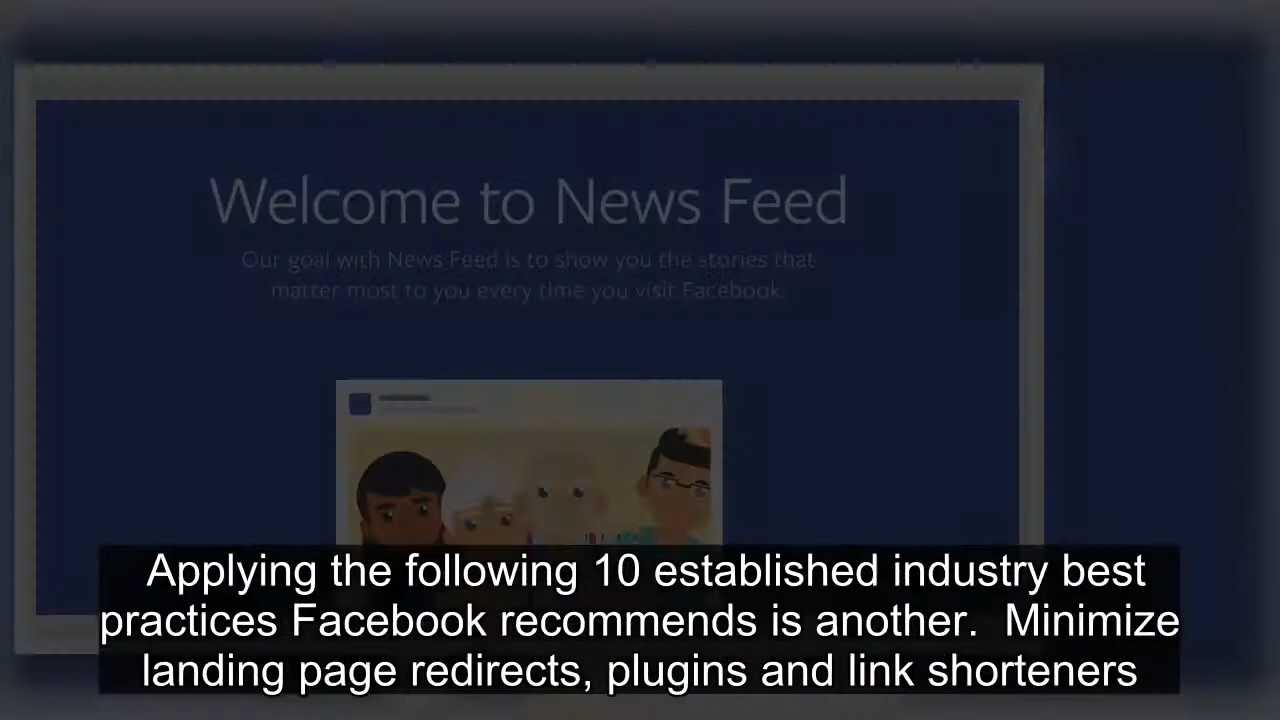 Welcome to News Feed
Our goal with News Feed is to show you the stories that
matter most to you every time you visit Facebook.
Applying the following 10 established industry best
practices Facebook recommends is another. Minimize
landing page redirects, plugins and link shorteners